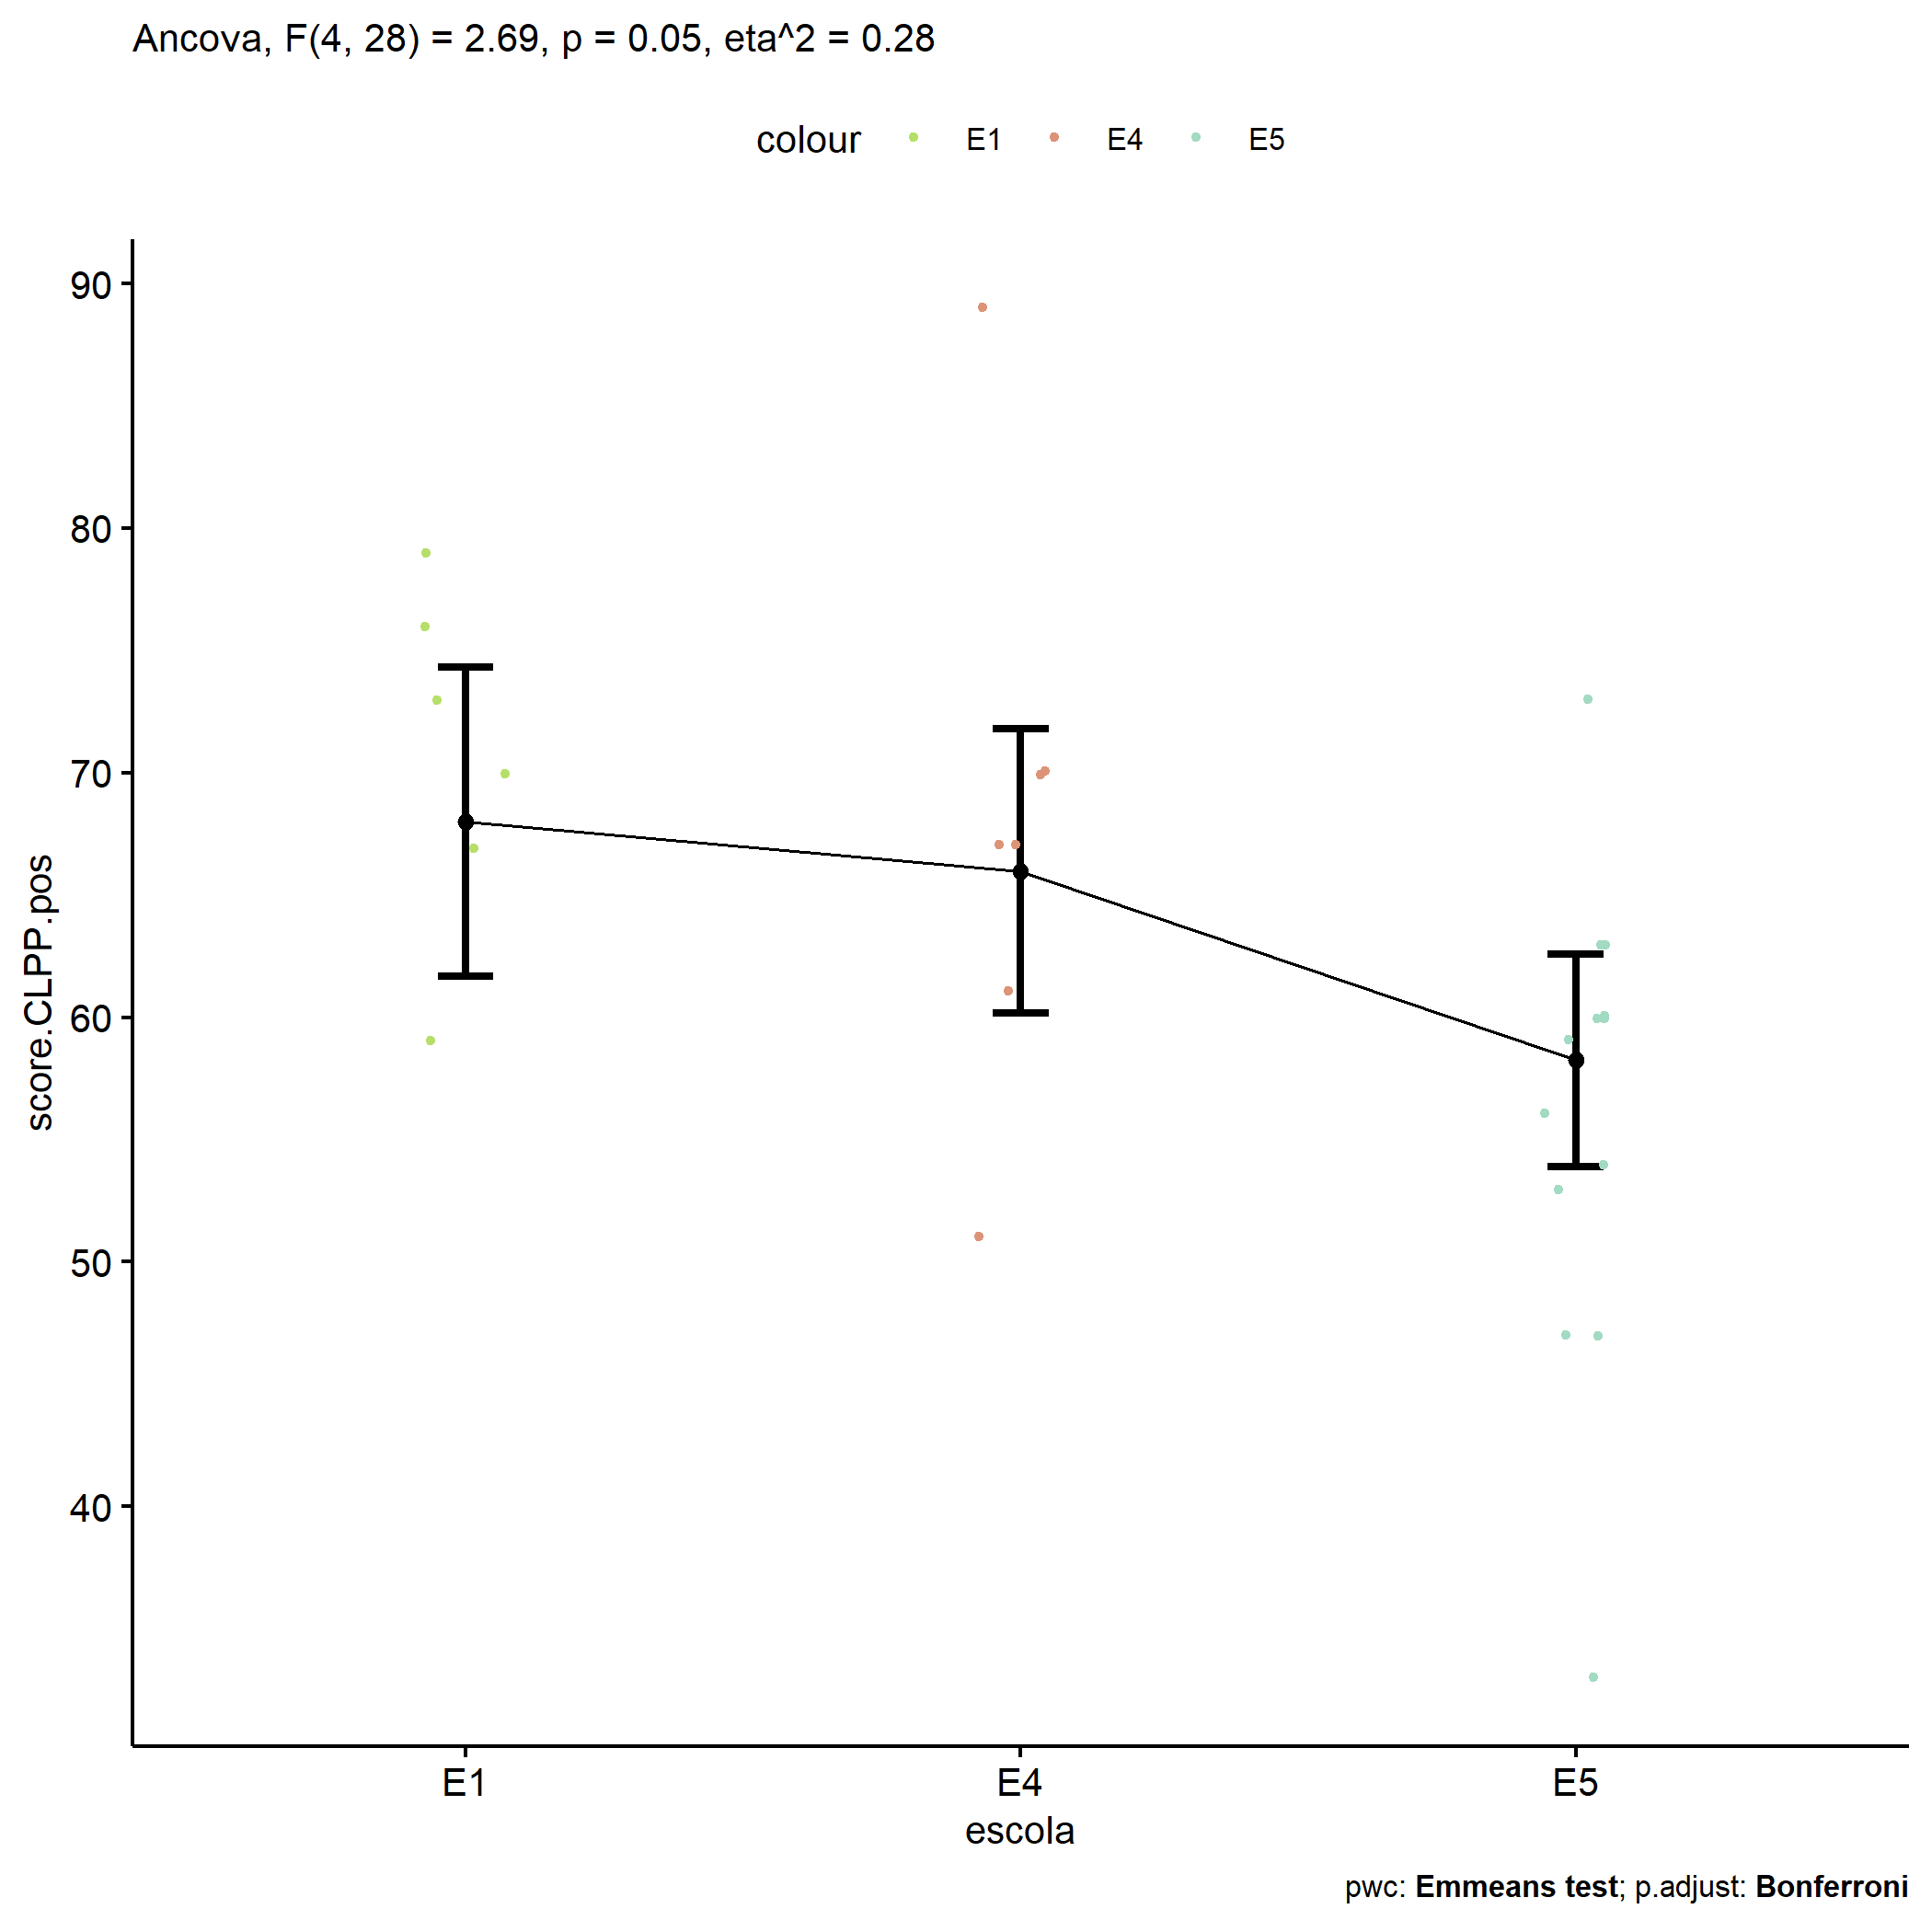 Ancova, F(4, 28) = 2.69, p = 0.05, eta^2 = 0.28
colour E1 E4 E5
90
80
70
60
50
40
score.CLPP.pos
E1 E4 E5
escola
pwc: Emmeans test; p.adjust: Bonferroni